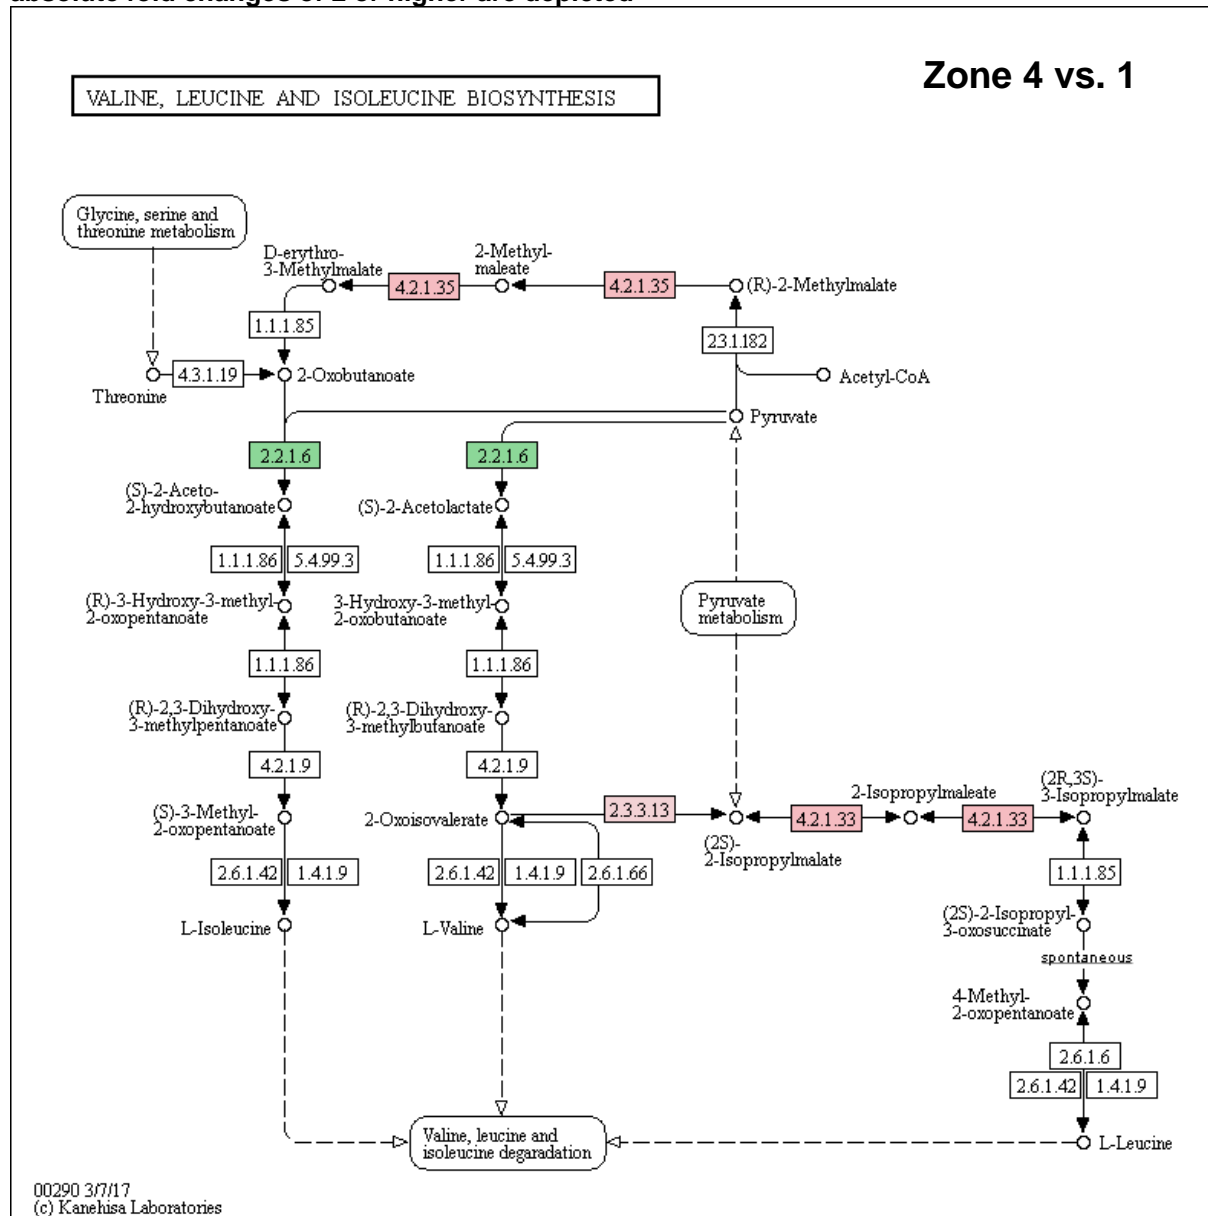 absolute fold changes of 2 or higher are depleted
Zone 4 vs. 1
VALINE, LEUCINE AND ISOLEUCINE BIOSYNTHESIS
Glycine, serine and
threonine metabolism
D-erythro-
3-Methylmalate
2-Methyl-
maleate
4.2.1.35
4.2.1.35
(R)-2-Methylmalate
1.1.1.85
2.3.1.182
4.3.1.19
2-Oxobutanoate
Acetyl-CoA
Threonine
Pyruvate
2.2.1.6
2.2.1.6
(S)-2-Aceto-
2-hydroxybutanoate
(S)-2-Acetolactate
1.1.1.86
5.4.99.3
1.1.1.86
5.4.99.3
(R)-3-Hydroxy-3-methyl-
2-oxopentanoate
3-Hydroxy-3-methyl-
2-oxobutanoate
Pyruvate
metabolism
1.1.1.86
1.1.1.86
(R)-2,3-Dihydroxy-
3-methylpentanoate
(R)-2,3-Dihydroxy-
3-methylbutanoate
4.2.1.9
4.2.1.9
(S)-3-Methyl-
2-oxopentanoate
2-Oxoisovalerate
2.3.3.13
(2S)-
2-Isopropylmalate
4.2.1.33
2-Isopropylmaleate
4.2.1.33
(2R,3S)-
3-Isopropylmalate
2.6.1.42
1.4.1.9
2.6.1.42
1.4.1.9
2.6.1.66
1.1.1.85
L-Isoleucine
L-Valine
(2S)-2-Isopropyl-
3-oxosuccinate
spontaneous
4-Methyl-
2-oxopentanoate
2.6.1.6
2.6.1.42
1.4.1.9
Valine, leucine and
isoleucine degaradation
L-Leucine
00290 3/7/17
(c) Kanehisa Laboratories